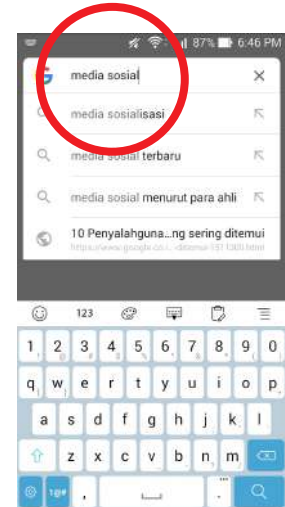 87% 6:46 PM
media sosial
media sosialisasi
media sosial terbaru
media sosial menurut para ahli
10 Penyalahguna...ng sering ditemui
123
1 2 3 4 5 6 7 8 9 0
q w e r t y u i o p
a s d f g h j k l
z x c v b n m
1@# , .